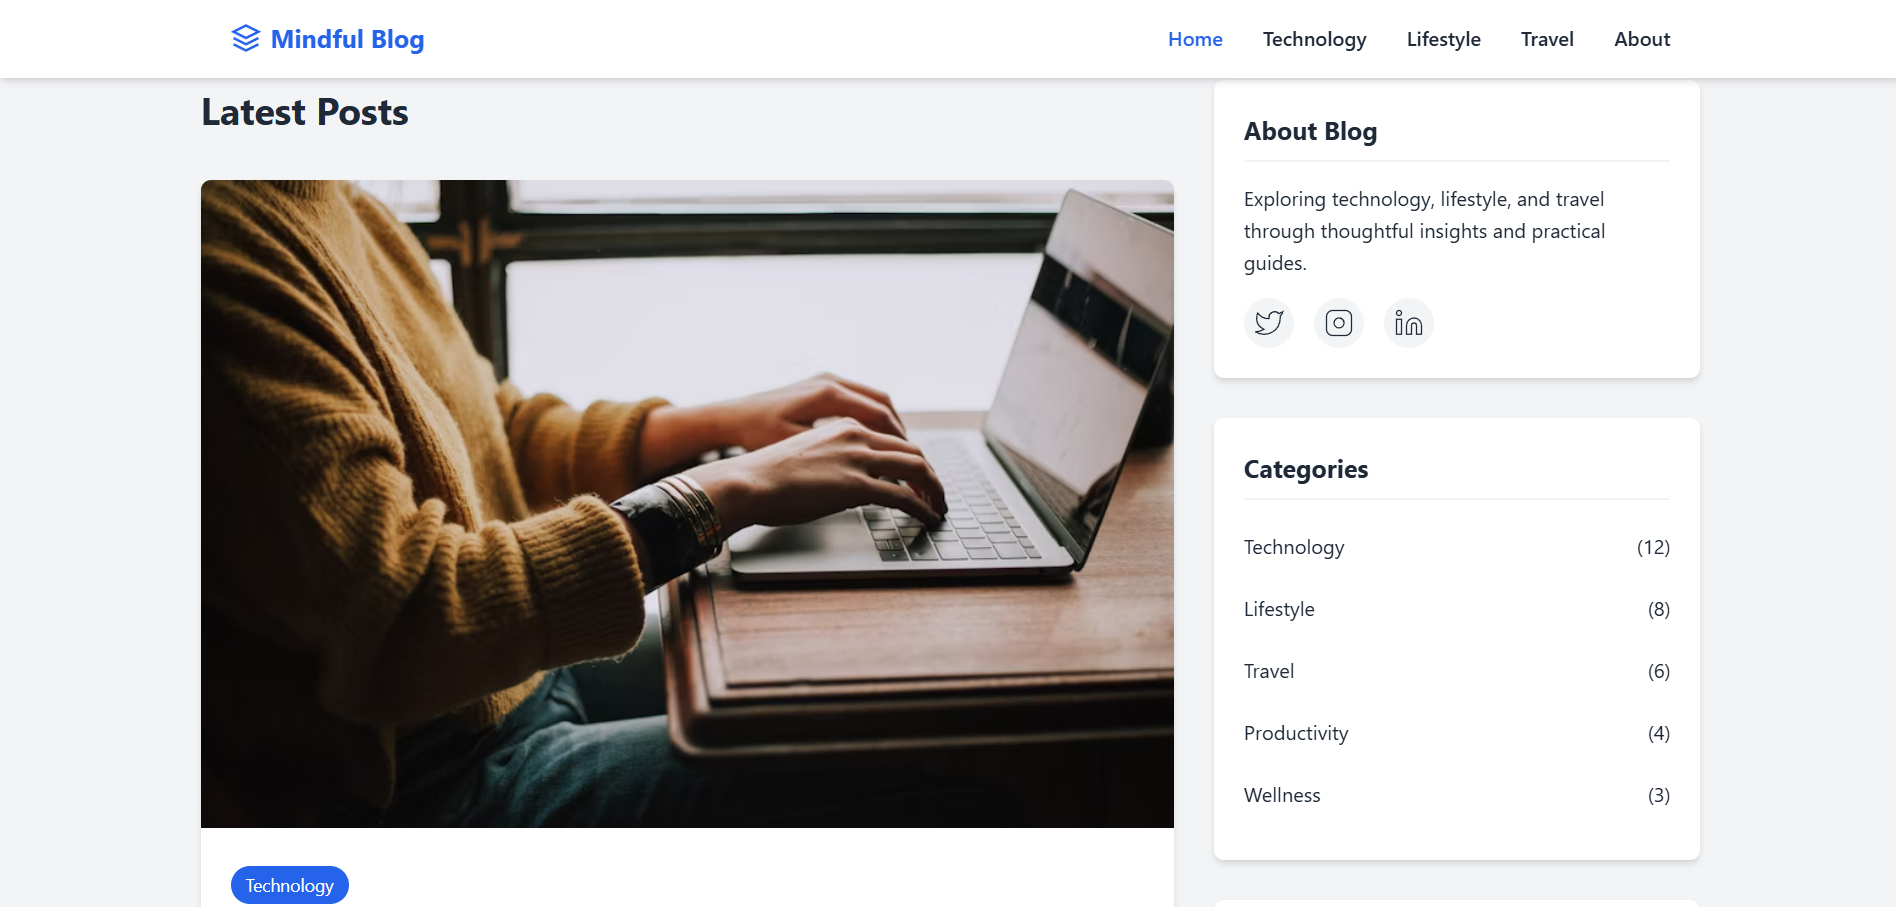 Mindful Blog
Home
Technology
Lifestyle
Travel
About
Latest Posts
Technology
About Blog
Exploring technology, lifestyle, and travel
through thoughtful insights and practical
guides.
Categories
Technology (12)
Lifestyle (8)
Travel (6)
Productivity (4)
Wellness (3)